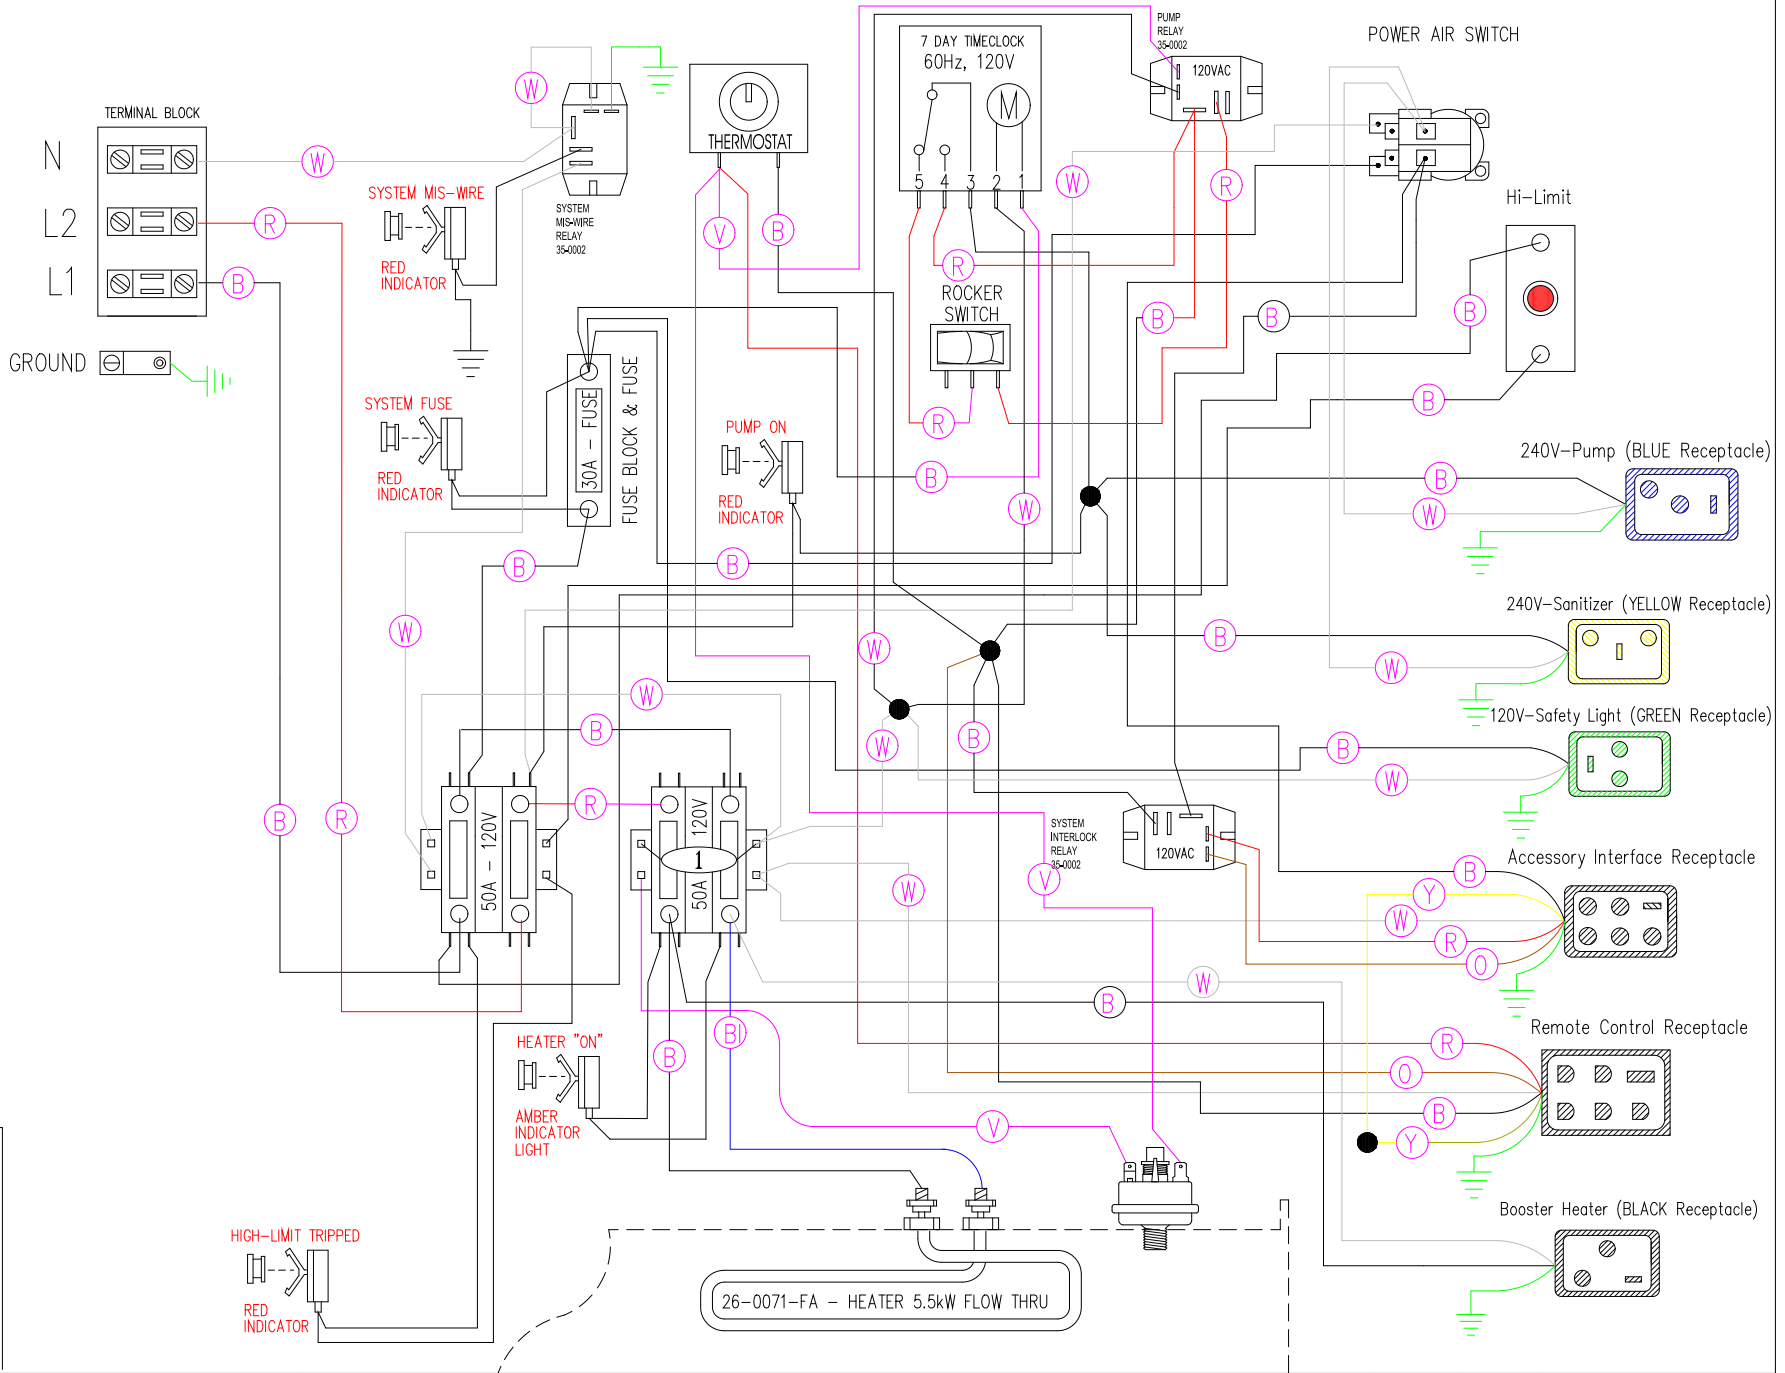 PUMP
RELAY
35-0002
POWER AIR SWITCH
7 DAY TIMECLOCK
60Hz, 120V
120VAC
M
W
TERMINAL BLOCK
THERMOSTAT
N
W
5 4 3 2 1
W
R
SYSTEM MIS-WIRE
Hi-Limit
L2
R
SYSTEM
MIS-WIRE
RELAY
35-0002
V
B
RED
INDICATOR
R
L1
B
ROCKER
SWITCH
B
B
B
GROUND
FUSE BLOCK & FUSE
30A - FUSE
SYSTEM FUSE
B
R
PUMP ON
240V-Pump (BLUE Receptacle)
RED
INDICATOR
B
B
RED
INDICATOR
W
W
B
B
240V-Sanitizer (YELLOW Receptacle)
W
B
W
W
W
120V-Safety Light (GREEN Receptacle)
B
B
W
B
W
R
B
R
50A - 120V
50A 120V
1
SYSTEM
INTERLOCK
RELAY
35-0002
120VAC
Accessory Interface Receptacle
V
W
B
Y
W
R
O
W
B
BI
B
Remote Control Receptacle
HEATER "ON"
R
O
AMBER
INDICATOR
LIGHT
B
V
Y
Booster Heater (BLACK Receptacle)
HIGH-LIMIT TRIPPED
RED
INDICATOR
26-0071-FA - HEATER 5.5kW FLOW THRU